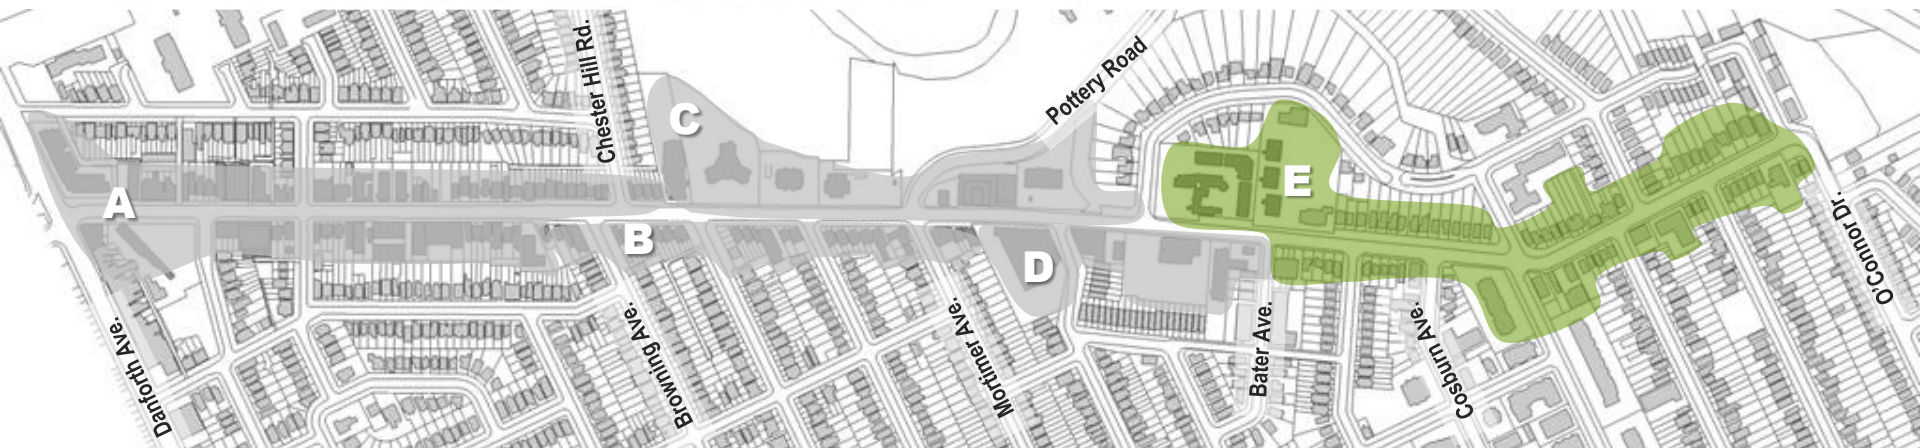 Chester Hill Rd.
Pottery Road
C
A
E
B
D
O'Connor Dr.
Danforth Ave.
Browning Ave.
Mortimer Ave.
Bater Ave.
Cosburn Ave.